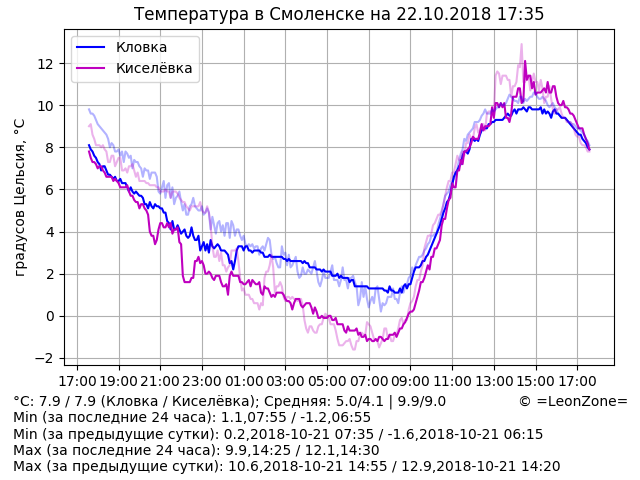 Температура в Смоленске на 22.10.2018 17:35
Кловка
Киселёвка
градусов Цельсия, °C
12
10
8
6
4
2
0
−2
17:00 19:00 21:00 23:00 01:00 03:00 05:00 07:00 09:00 11:00 13:00 15:00 17:00
°C: 7.9 / 7.9 (Кловка / Киселёвка); Средняя: 5.0/4.1 | 9.9/9.0 © =LeonZone=
Min (за последние 24 часа): 1.1,07:55 / -1.2,06:55
Min (за предыдущие сутки): 0.2,2018-10-21 07:35 / -1.6,2018-10-21 06:15
Max (за последние 24 часа): 9.9,14:25 / 12.1,14:30
Max (за предыдущие сутки): 10.6,2018-10-21 14:55 / 12.9,2018-10-21 14:20